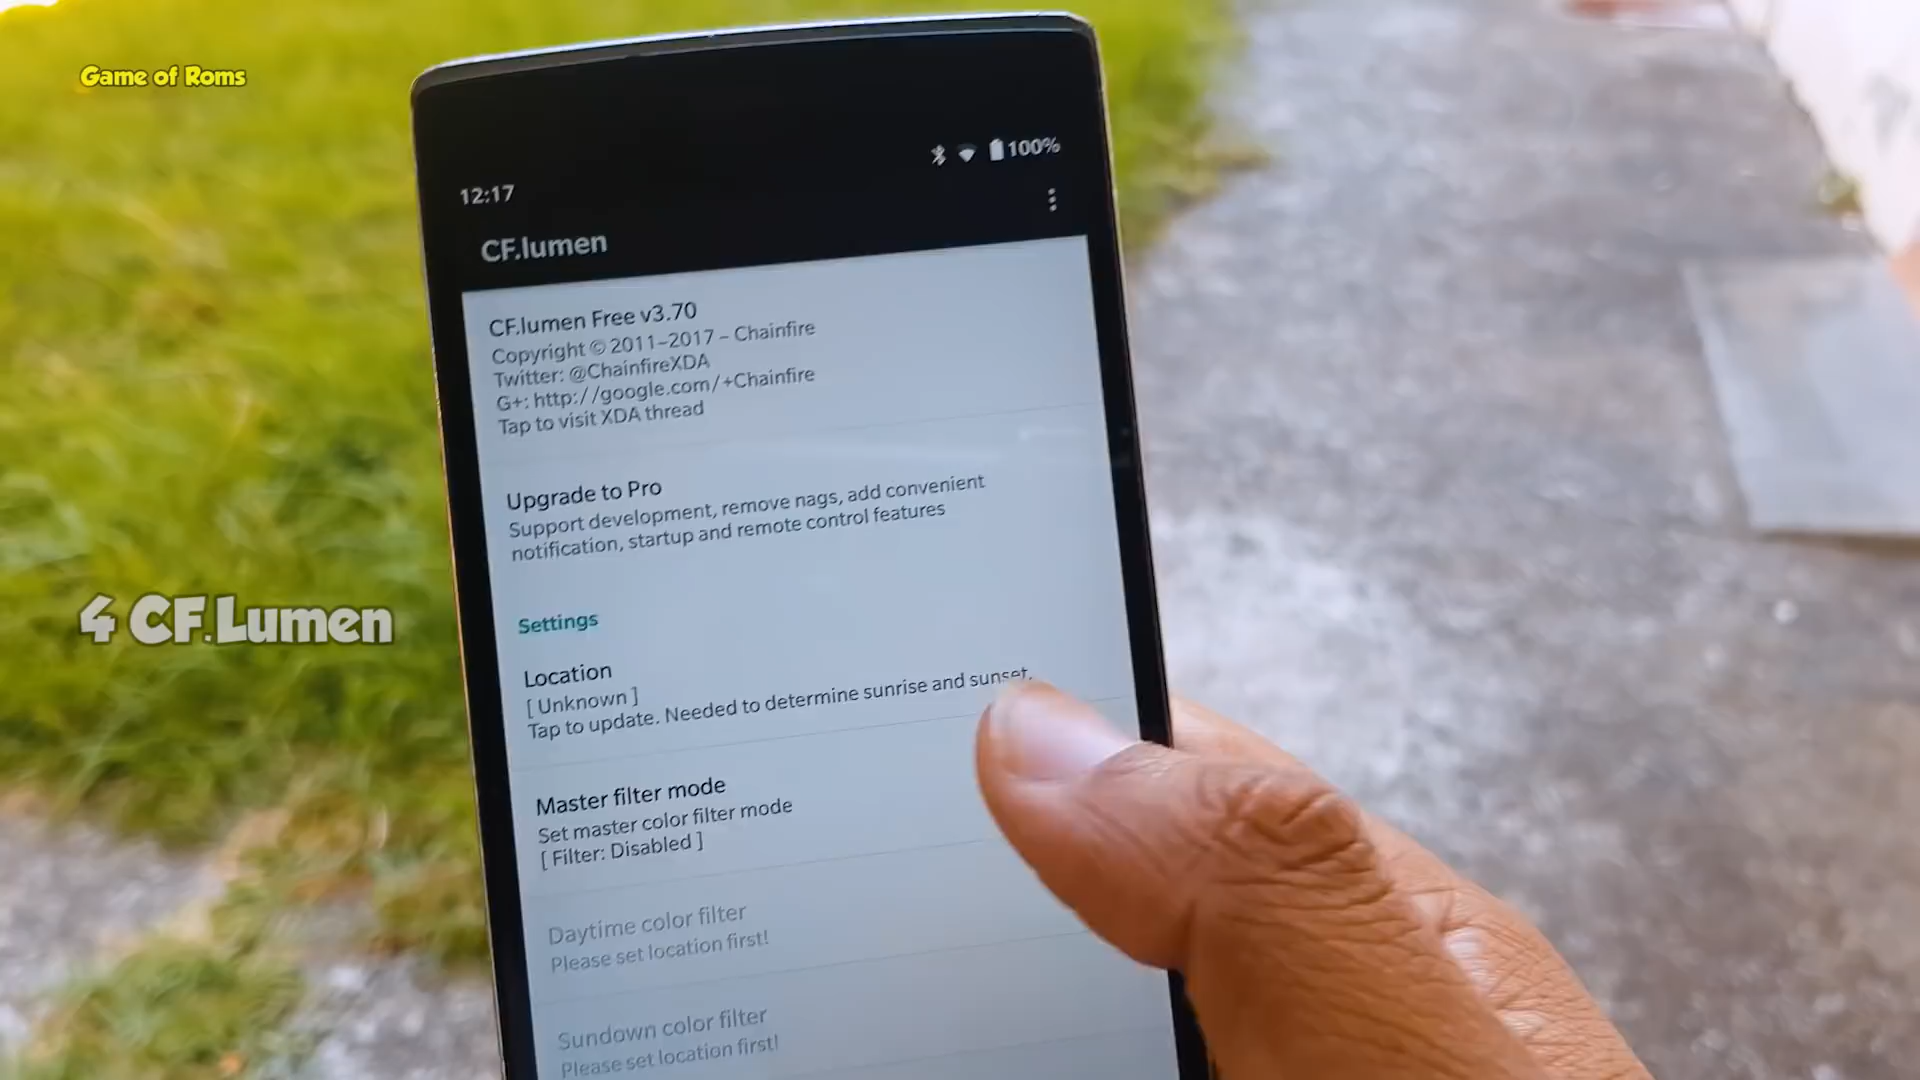 Game of Roms
100%
12:17
CF.lumen
CF.lumen Free v3.70
Copyright © 2011–2017 – Chainfire
Twitter: @ChainfireXDA
G+: http://google.com/+Chainfire
Tap to visit XDA thread
Upgrade to Pro
Support development, remove nags, add convenient
notification, startup and remote control features
Settings
4 CF.Lumen
Location
[ Unknown ]
Tap to update. Needed to determine sunrise and sunset.
Master filter mode
Set master color filter mode
[ Filter: Disabled ]
Daytime color filter
Please set location first!
Sundown color filter
Please set location first!